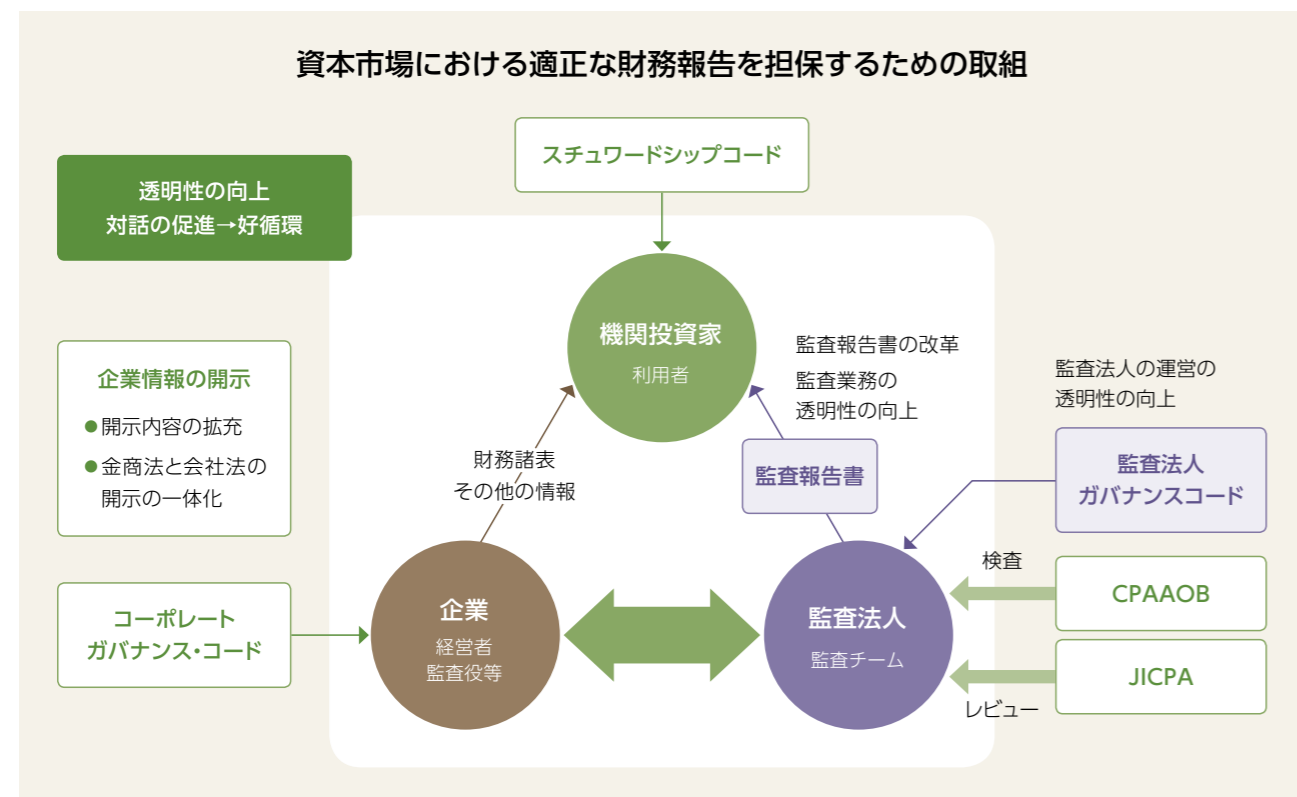 資本市場における適正な財務報告を担保するための取組
スチュワードシップコード
透明性の向上
対話の促進→好循環
機関投資家
利用者
監査報告書の改革
監査業務の
透明性の向上
監査法人の運営の
透明性の向上
企業情報の開示
●開示内容の拡充
●金商法と会社法の
開示の一体化
財務諸表
その他の情報
監査報告書
監査法人
ガバナンスコード
検査
CPAAOB
コーポレート
ガバナンス・コード
企業
経営者
監査役等
監査法人
監査チーム
JICPA
レビュー